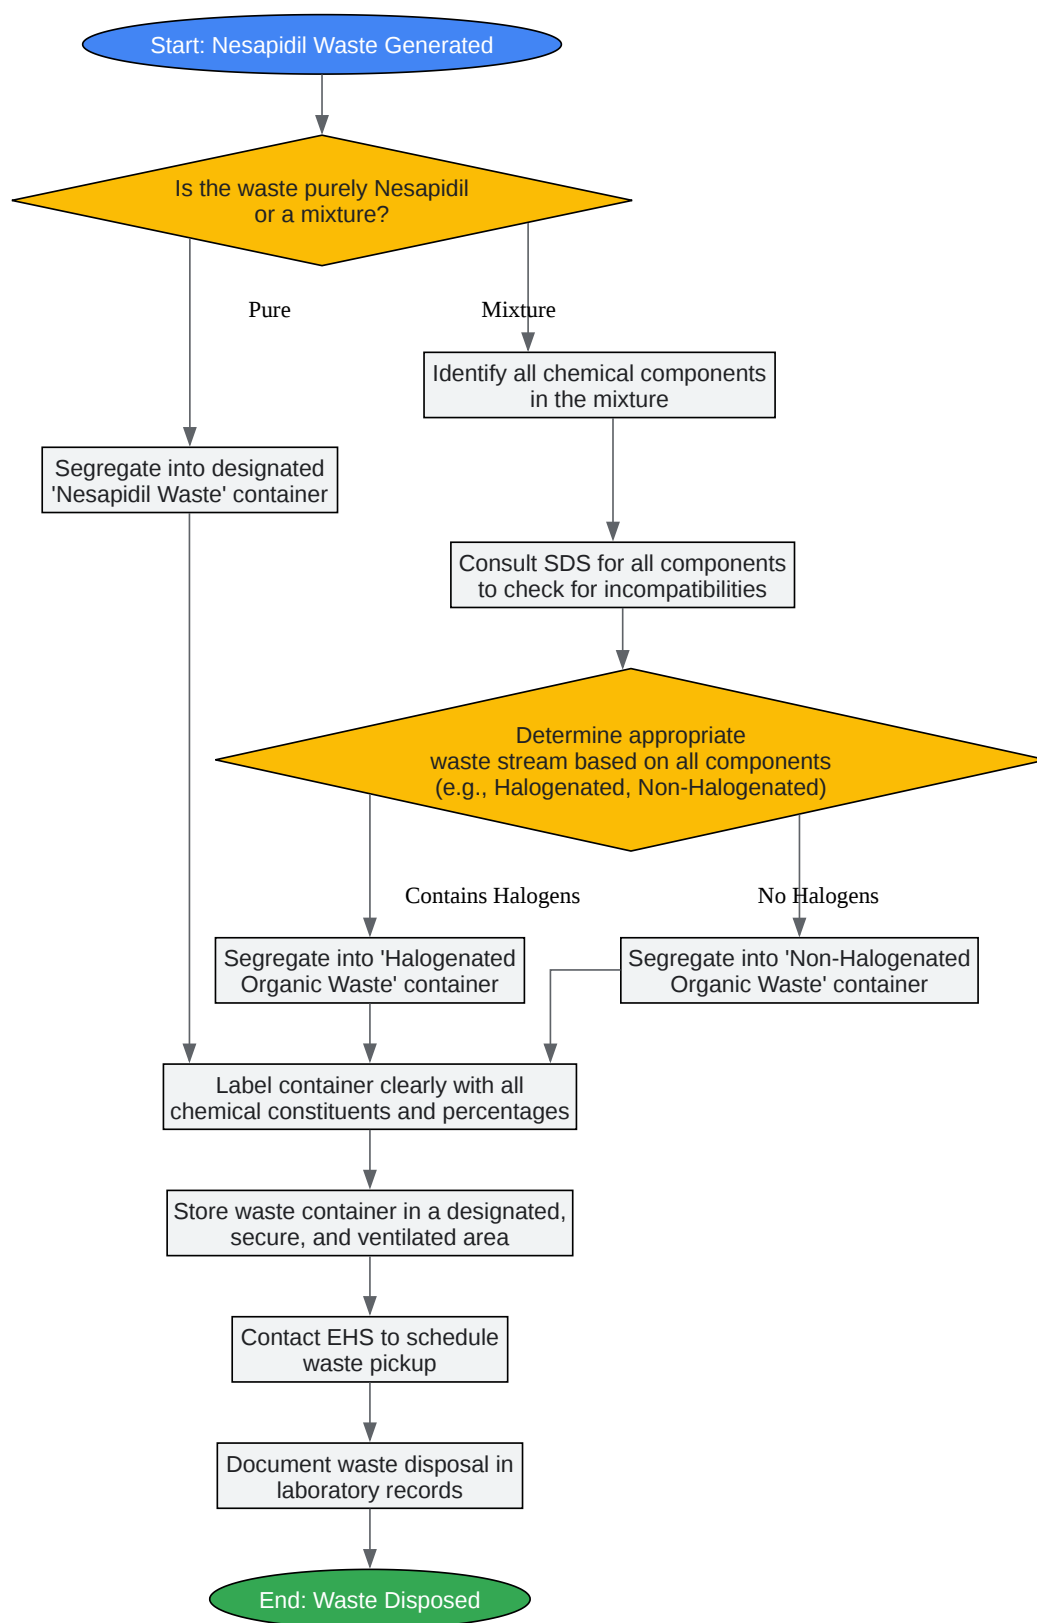 Start: Nesapidil Waste Generated
Is the waste purely Nesapidil
or a mixture?
Pure
Mixture
Identify all chemical components
in the mixture
Segregate into designated
'Nesapidil Waste' container
Consult SDS for all components
to check for incompatibilities
Determine appropriate
waste stream based on all components
(e.g., Halogenated, Non-Halogenated)
Contains Halogens
No Halogens
Segregate into 'Halogenated
Organic Waste' container
Segregate into 'Non-Halogenated
Organic Waste' container
Label container clearly with all
chemical constituents and percentages
Store waste container in a designated,
secure, and ventilated area
Contact EHS to schedule
waste pickup
Document waste disposal in
laboratory records
End: Waste Disposed